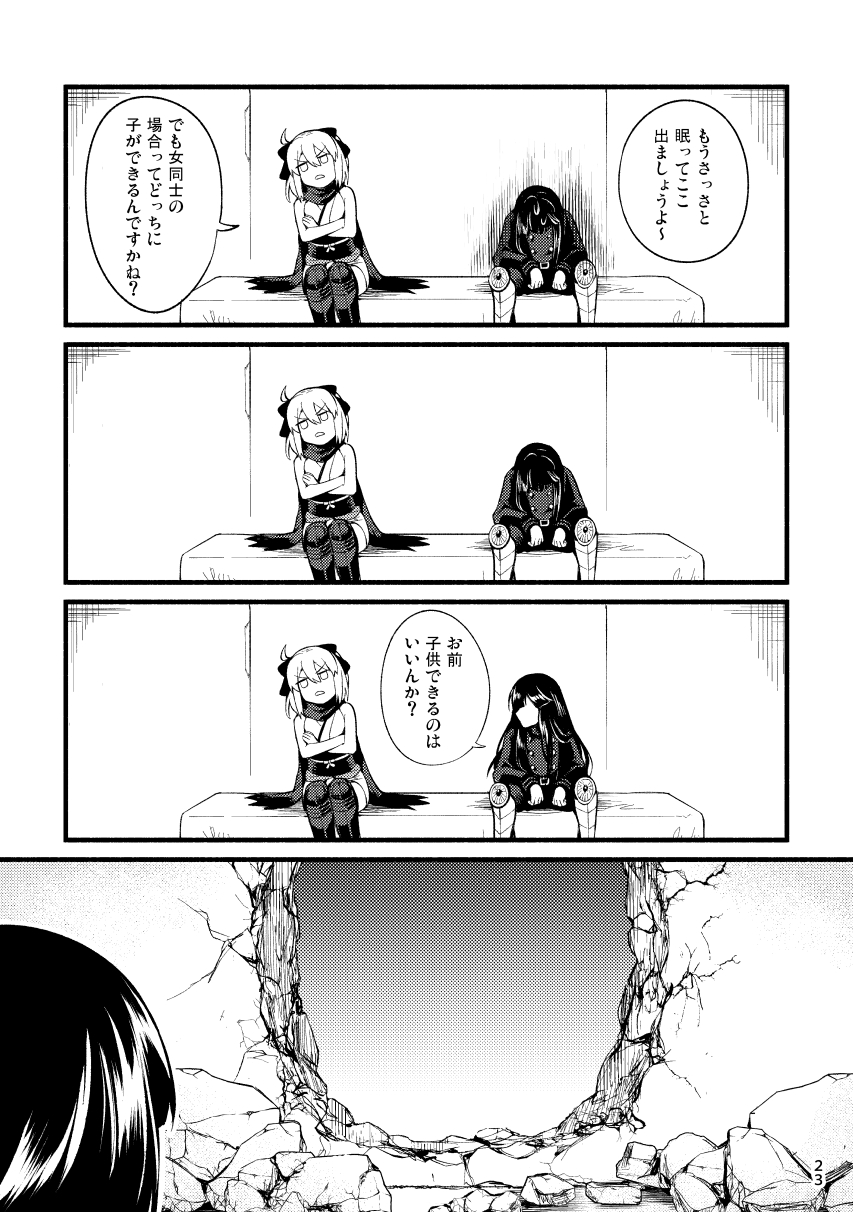 もうさっさと
眠ってここ
出ましょうよ~
でも女同士の
場合ってどっちに
子ができるんですかね?
お前
子供できるのは
いいんか?
23